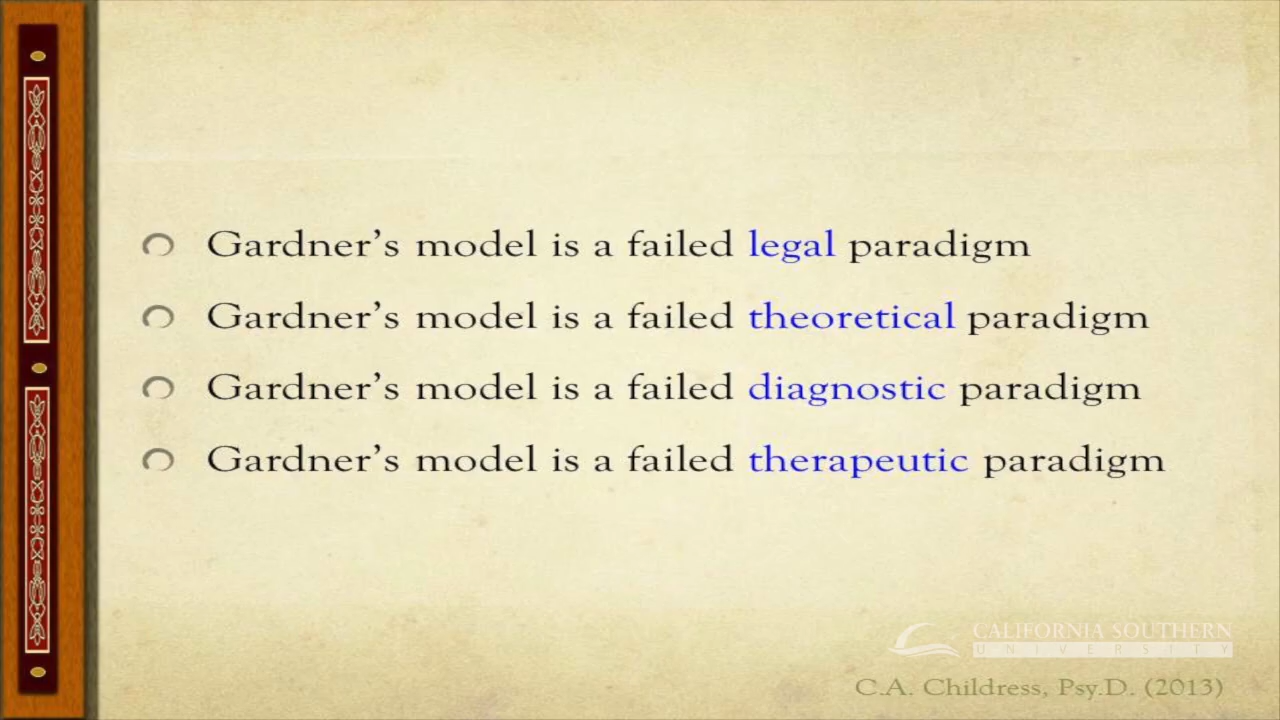 Gardner's model is a failed legal paradigm
Gardner's model is a failed theoretical paradigm
Gardner's model is a failed diagnostic paradigm
Gardner's model is a failed therapeutic paradigm
CALIFORNIA SOUTHERN
UNIVERSITY
C.A. Childress, Psy.D. (2013)